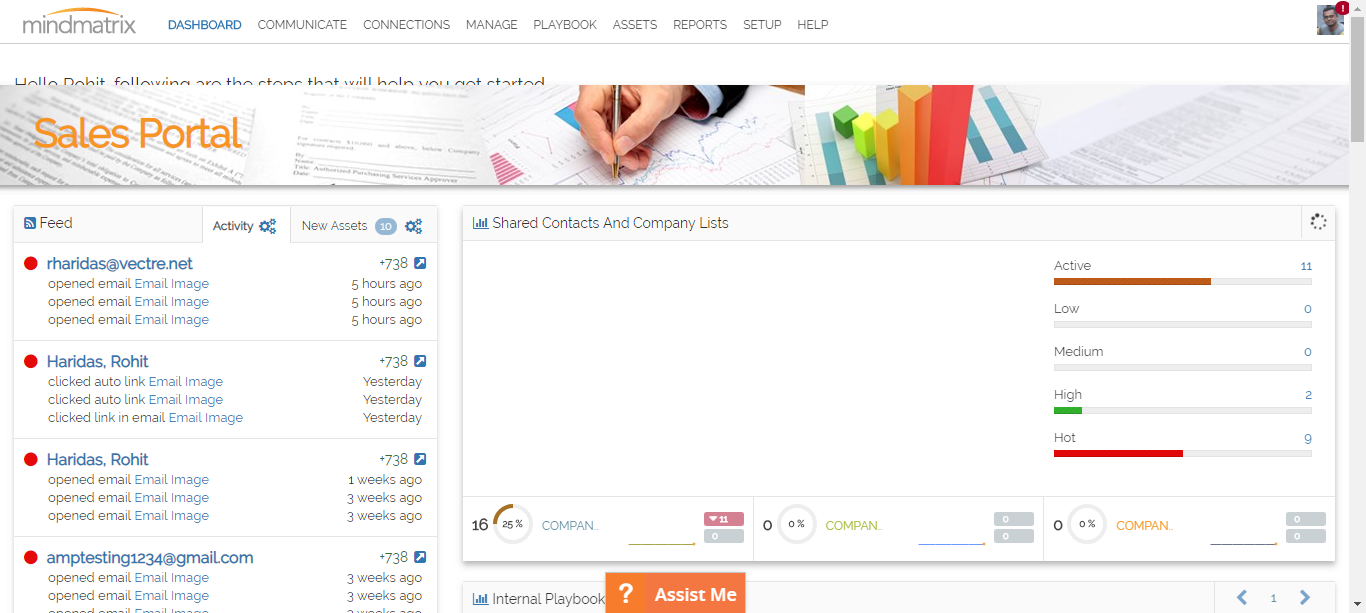 mindmatrix
DASHBOARD COMMUNICATE CONNECTIONS MANAGE PLAYBOOK ASSETS REPORTS SETUP HELP
!
Hello Rohit, following are the steps that will help you get started
Sales Portal
Feed
Activity
New Assets 10
rharidas@vectre.net +738
opened email Email Image 5 hours ago
opened email Email Image 5 hours ago
opened email Email Image 5 hours ago
Haridas, Rohit +738
clicked auto link Email Image Yesterday
clicked auto link Email Image Yesterday
clicked link in email Email Image Yesterday
Haridas, Rohit +738
opened email Email Image 1 weeks ago
opened email Email Image 3 weeks ago
opened email Email Image 3 weeks ago
amptesting1234@gmail.com +738
opened email Email Image 3 weeks ago
opened email Email Image 3 weeks ago
opened email Email Image 3 weeks ago
Shared Contacts And Company Lists
Active 11
Low 0
Medium 0
High 2
Hot 9
16 25 % COMPAN.. 11 0
0 0 % COMPAN.. 0 0
0 0 % COMPAN.. 0 0
Internal Playbook
1
? Assist Me